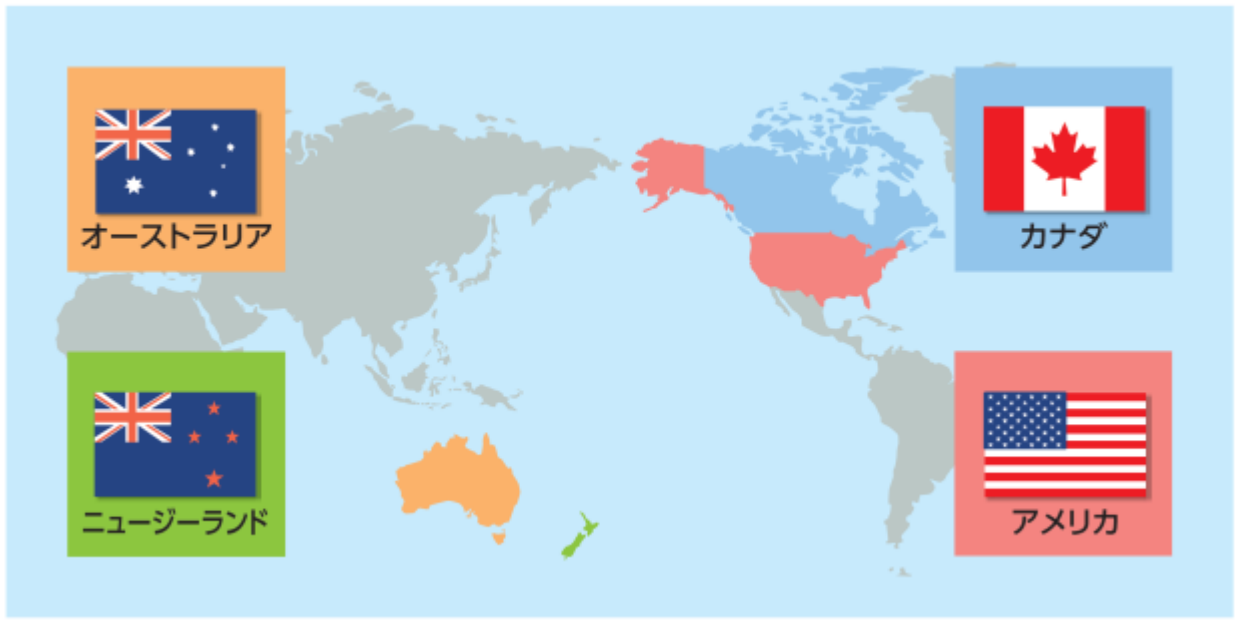 オーストラリア
カナダ
ニュージーランド
アメリカ